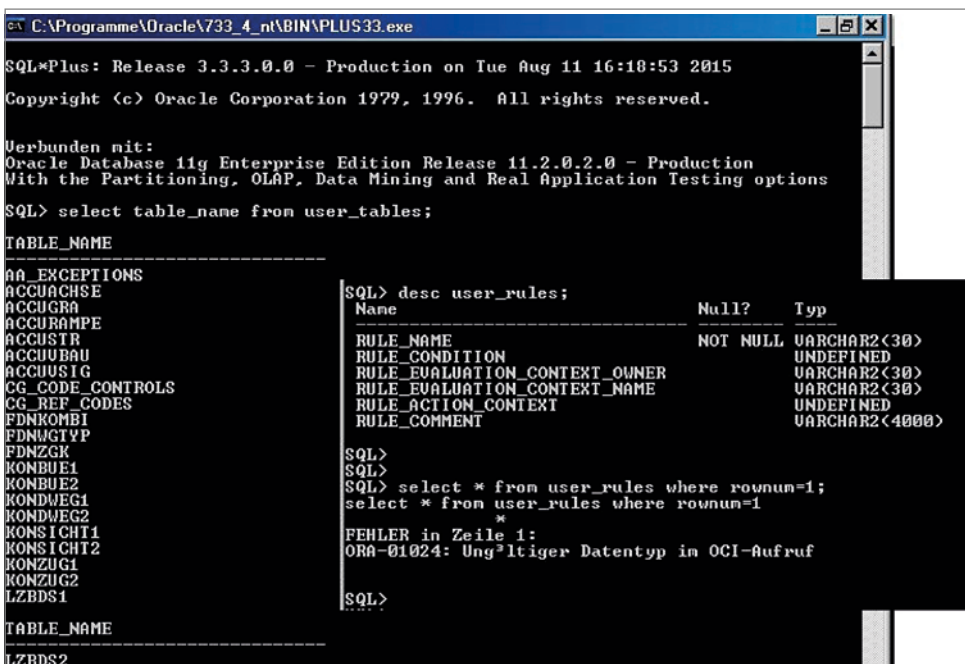 C:\Programme\Oracle\733_4_nt\BIN\PLUS33.exe
SQL*Plus: Release 3.3.3.0.0 - Production on Tue Aug 11 16:18:53 2015
Copyright (c) Oracle Corporation 1979, 1996.  All rights reserved.
Verbunden mit:
Oracle Database 11g Enterprise Edition Release 11.2.0.2.0 - Production
With the Partitioning, OLAP, Data Mining and Real Application Testing options
SQL> select table_name from user_tables;
TABLE_NAME
------------------------------
AA_EXCEPTIONS
ACCUACHSE
ACCUGRA
ACCURAMPE
ACCUSTR
ACCUVBAU
ACCUVSIG
CG_CODE_CONTROLS
CG_REF_CODES
FDNKOMBI
FDNWGTYP
FDNZGK
KONBUE1
KONBUE2
KONDWEG1
KONDWEG2
KONSICHT1
KONSICHT2
KONZUG1
KONZUG2
LZBDS1
TABLE_NAME
------------------------------
LZBDS2
SQL> desc user_rules;
Name Null? Typ
------------------------------- -------- ----
RULE_NAME NOT NULL VARCHAR2(30)
RULE_CONDITION UNDEFINED
RULE_EVALUATION_CONTEXT_OWNER VARCHAR2(30)
RULE_EVALUATION_CONTEXT_NAME VARCHAR2(30)
RULE_ACTION_CONTEXT UNDEFINED
RULE_COMMENT VARCHAR2(4000)
SQL>
SQL>
SQL> select * from user_rules where rownum=1;
select * from user_rules where rownum=1
*
FEHLER in Zeile 1:
ORA-01024: Ung³ltiger Datentyp im OCI-Aufruf
SQL>